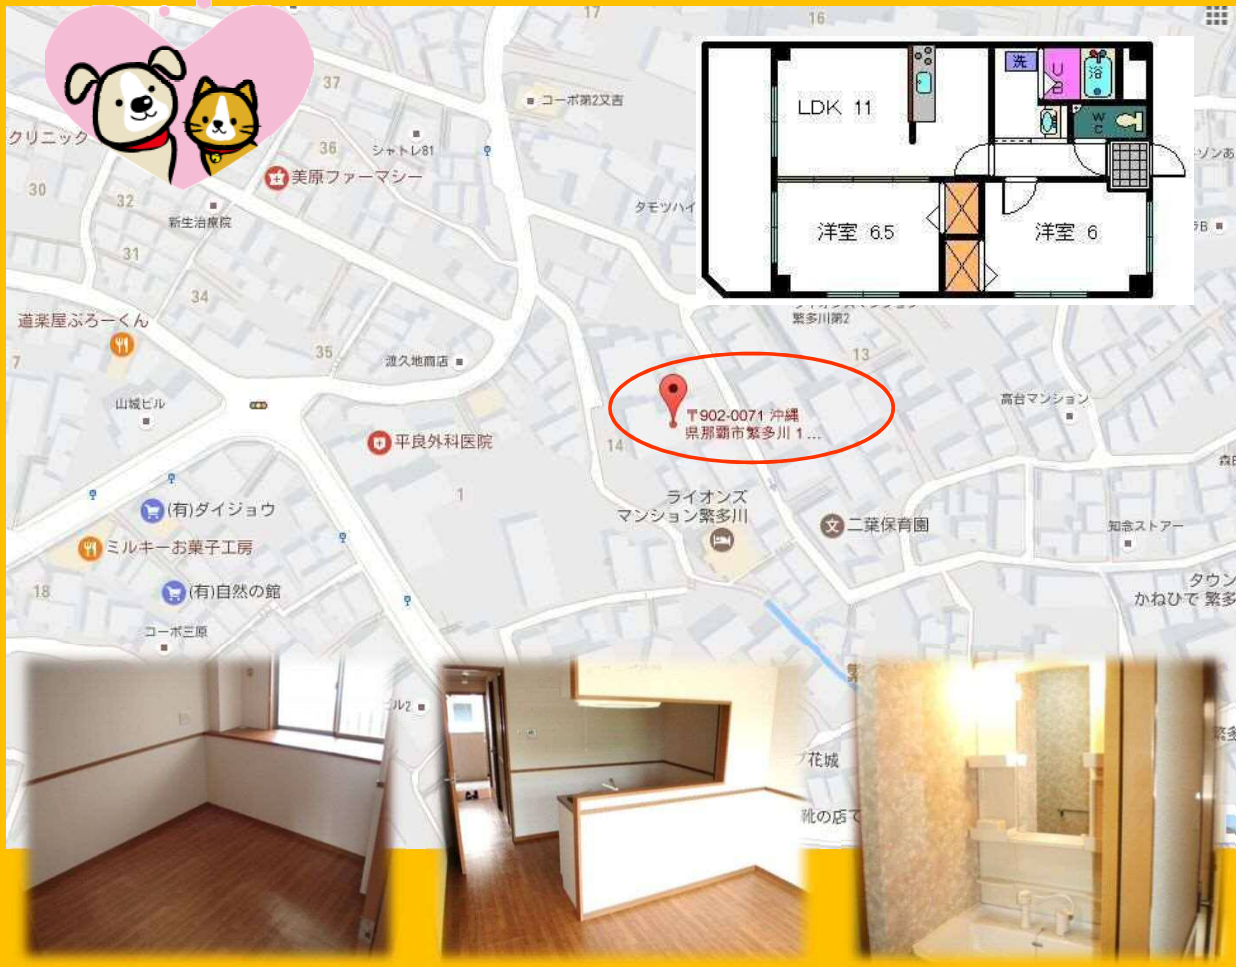 17
16
37
コーポ第2又吉
クリニック
36
シャトレ81
美原ファーマシー
30
32
新生治療院
タモツハイ
31
34
道楽屋ぶろーくん
35
渡久地商店
7
山城ビル
平良外科医院
1
(有)ダイジョウ
ミルキーお菓子工房
18
(有)自然の館
コーポ三原
ル2
LDK 11
洗
UB
浴
WC
洋室 6.5
洋室 6
ゾンあ
繁多川第2
13
〒902-0071 沖縄
県那覇市繁多川 1...
14
高台マンション
ライオンズ
マンション繁多川
文
二葉保育園
知念ストアー
タウン
かねひで 繁多
花城
靴の店て